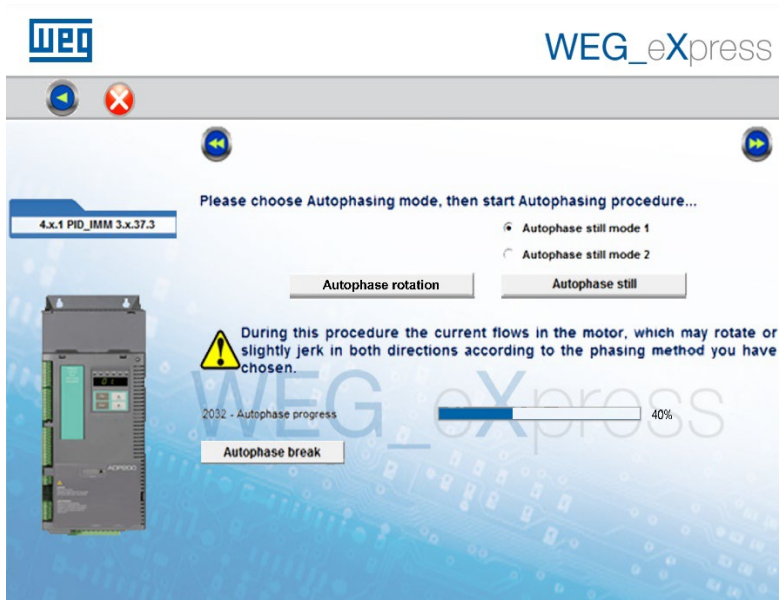 weg
WEG_eXpress
Please choose Autophasing mode, then start Autophasing procedure...
4.x.1 PID_IMM 3.x.37.3
Autophase still mode 1
Autophase still mode 2
Autophase rotation
Autophase still
During this procedure the current flows in the motor, which may rotate or
slightly jerk in both directions according to the phasing method you have
chosen.
WEG_eXpress
2032 - Autophase progress
40%
Autophase break